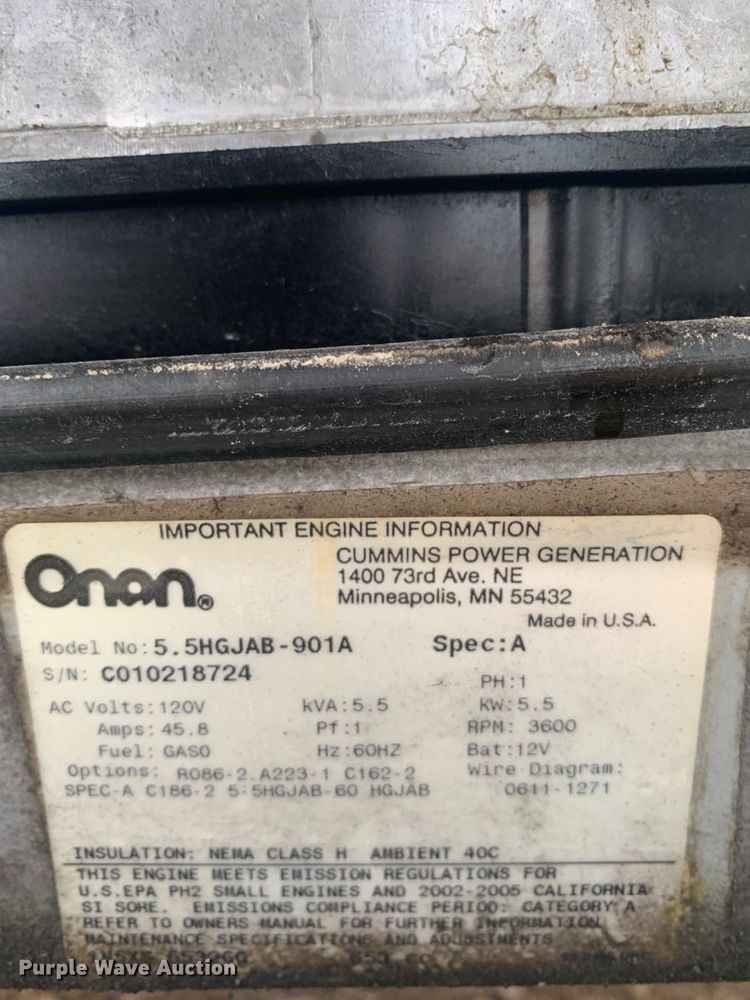 IMPORTANT ENGINE INFORMATION
Onan®
CUMMINS POWER GENERATION
1400 73rd Ave. NE
Minneapolis, MN 55432
Made in U.S.A.
Model No: 5.5HGJAB-901A Spec:A
S/N: C010218724 PH:1
AC Volts:120V kVA:5.5 KW:5.5
Amps:45.8 Pf:1 RPM: 3600
Fuel: GASO Hz:60HZ Bat:12V
Options: R086-2.A223-1 C162-2 Wire Diagram:
SPEC-A C186-2 5-5HGJAB-60 HGJAB 0611-1271
INSULATION: NEMA CLASS H AMBIENT 40C
THIS ENGINE MEETS EMISSION REGULATIONS FOR
U.S.EPA PH2 SMALL ENGINES AND 2002-2005 CALIFORNIA
SI SORE. EMISSIONS COMPLIANCE PERIOD: CATEGORY A
REFER TO OWNERS MANUAL FOR FURTHER INFORMATION
MAINTENANCE SPECIFICATIONS AND ADJUSTMENTS
653 cc
Purple Wave Auction